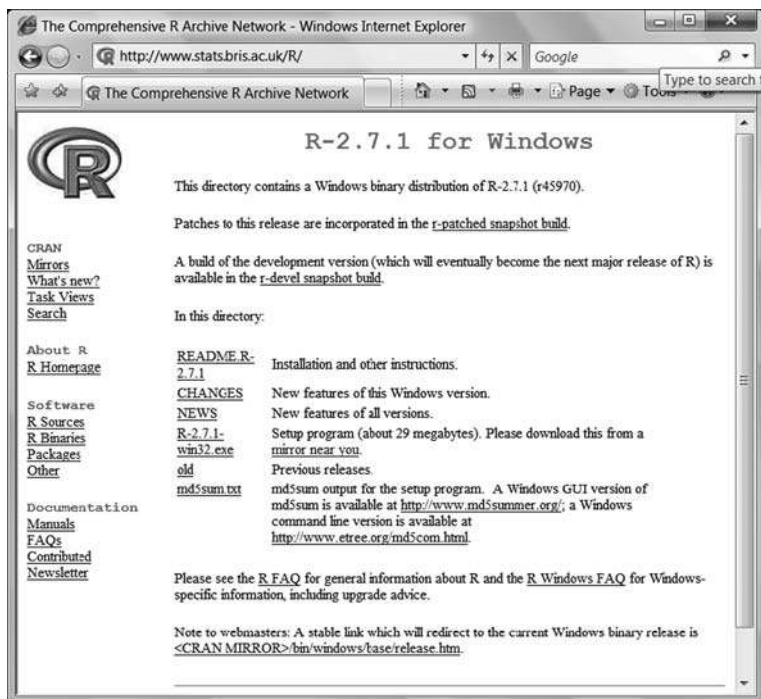 The Comprehensive R Archive Network - Windows Internet Explorer
http://www.stats.bris.ac.uk/R/
Google
The Comprehensive R Archive Network
Page
Tools
Type to search
R
R-2.7.1 for Windows
This directory contains a Windows binary distribution of R-2.7.1 (r45970).
Patches to this release are incorporated in the r-patched snapshot build.
A build of the development version (which will eventually become the next major release of R) is
available in the r-devel snapshot build.
In this directory:
README.R-
2.7.1
Installation and other instructions.
CHANGES
New features of this Windows version.
NEWS
New features of all versions.
R-2.7.1-
win32.exe
Setup program (about 29 megabytes). Please download this from a
mirror near you.
old
Previous releases.
md5sum.txt
md5sum output for the setup program. A Windows GUI version of
md5sum is available at http://www.md5summer.org/; a Windows
command line version is available at
http://www.etree.org/md5com.html.
Please see the R FAQ for general information about R and the R Windows FAQ for Windows-
specific information, including upgrade advice.
Note to webmasters: A stable link which will redirect to the current Windows binary release is
<CRAN MIRROR>/bin/windows/base/release.htm.
CRAN
Mirrors
What's new?
Task Views
Search
About R
R Homepage
Software
R Sources
R Binaries
Packages
Other
Documentation
Manuals
FAQs
Contributed
Newsletter